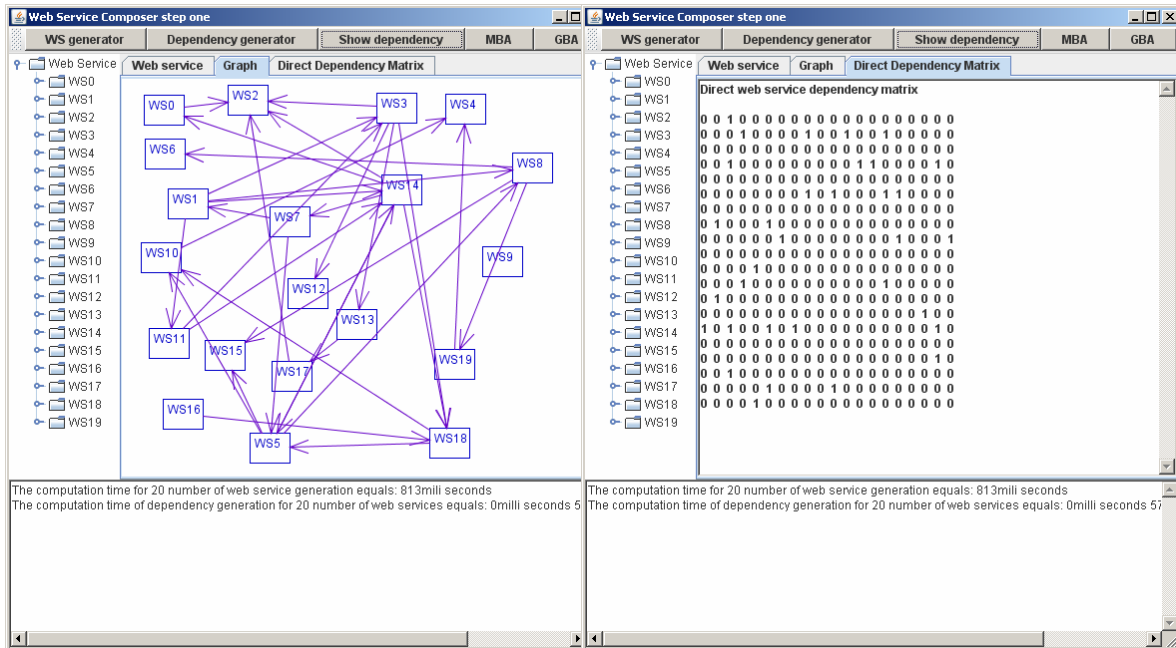 Web Service Composer step one
WS generator
Dependency generator
Show dependency
MBA
GBA
Web Service
WS0
WS1
WS2
WS3
WS4
WS5
WS6
WS7
WS8
WS9
WS10
WS11
WS12
WS13
WS14
WS15
WS16
WS17
WS18
WS19
Web service
Graph
Direct Dependency Matrix
WS0
WS2
WS3
WS4
WS6
WS8
WS1
WS14
WS7
WS10
WS9
WS12
WS13
WS11
WS15
WS19
WS17
WS16
WS5
WS18
The computation time for 20 number of web service generation equals: 813mili seconds
The computation time of dependency generation for 20 number of web services equals: 0milli seconds 5
Web Service Composer step one
WS generator
Dependency generator
Show dependency
MBA
GBA
Web Service
WS0
WS1
WS2
WS3
WS4
WS5
WS6
WS7
WS8
WS9
WS10
WS11
WS12
WS13
WS14
WS15
WS16
WS17
WS18
WS19
Web service
Graph
Direct Dependency Matrix
Direct web service dependency matrix
0 0 1 0 0 0 0 0 0 0 0 0 0 0 0 0 0 0 0 0
0 0 0 1 0 0 0 0 1 0 0 1 0 0 1 0 0 0 0 0
0 0 0 0 0 0 0 0 0 0 0 0 0 0 0 0 0 0 0 0
0 0 1 0 0 0 0 0 0 0 0 0 1 1 0 0 0 0 1 0
0 0 0 0 0 0 0 0 0 0 0 0 0 0 0 0 0 0 0 0
0 0 0 0 0 0 0 0 1 0 1 0 0 0 1 1 0 0 0 0
0 0 0 0 0 0 0 0 0 0 0 0 0 0 0 0 0 0 0 0
0 1 0 0 0 1 0 0 0 0 0 0 0 0 0 0 0 0 0 0
0 0 0 0 0 0 1 0 0 0 0 0 0 0 0 1 0 0 0 1
0 0 0 0 0 0 0 0 0 0 0 0 0 0 0 0 0 0 0 0
0 0 0 0 1 0 0 0 0 0 0 0 0 0 0 0 0 0 0 0
0 0 0 1 0 0 0 0 0 0 0 0 0 0 1 0 0 0 0 0
0 1 0 0 0 0 0 0 0 0 0 0 0 0 0 0 0 0 0 0
0 0 0 0 0 0 0 0 0 0 0 0 0 0 0 0 0 1 0 0
1 0 1 0 0 1 0 1 0 0 0 0 0 0 0 0 0 0 1 0
0 0 0 0 0 0 0 0 0 0 0 0 0 0 0 0 0 0 0 0
0 0 0 0 0 0 0 0 0 0 0 0 0 0 0 0 0 0 1 0
0 0 1 0 0 0 0 0 0 0 0 0 0 0 0 0 0 0 0 0
0 0 0 0 0 1 0 0 0 0 1 0 0 0 0 0 0 0 0 0
0 0 0 0 1 0 0 0 0 0 0 0 0 0 0 0 0 0 0 0
The computation time for 20 number of web service generation equals: 813mili seconds
The computation time of dependency generation for 20 number of web services equals: 0milli seconds 57